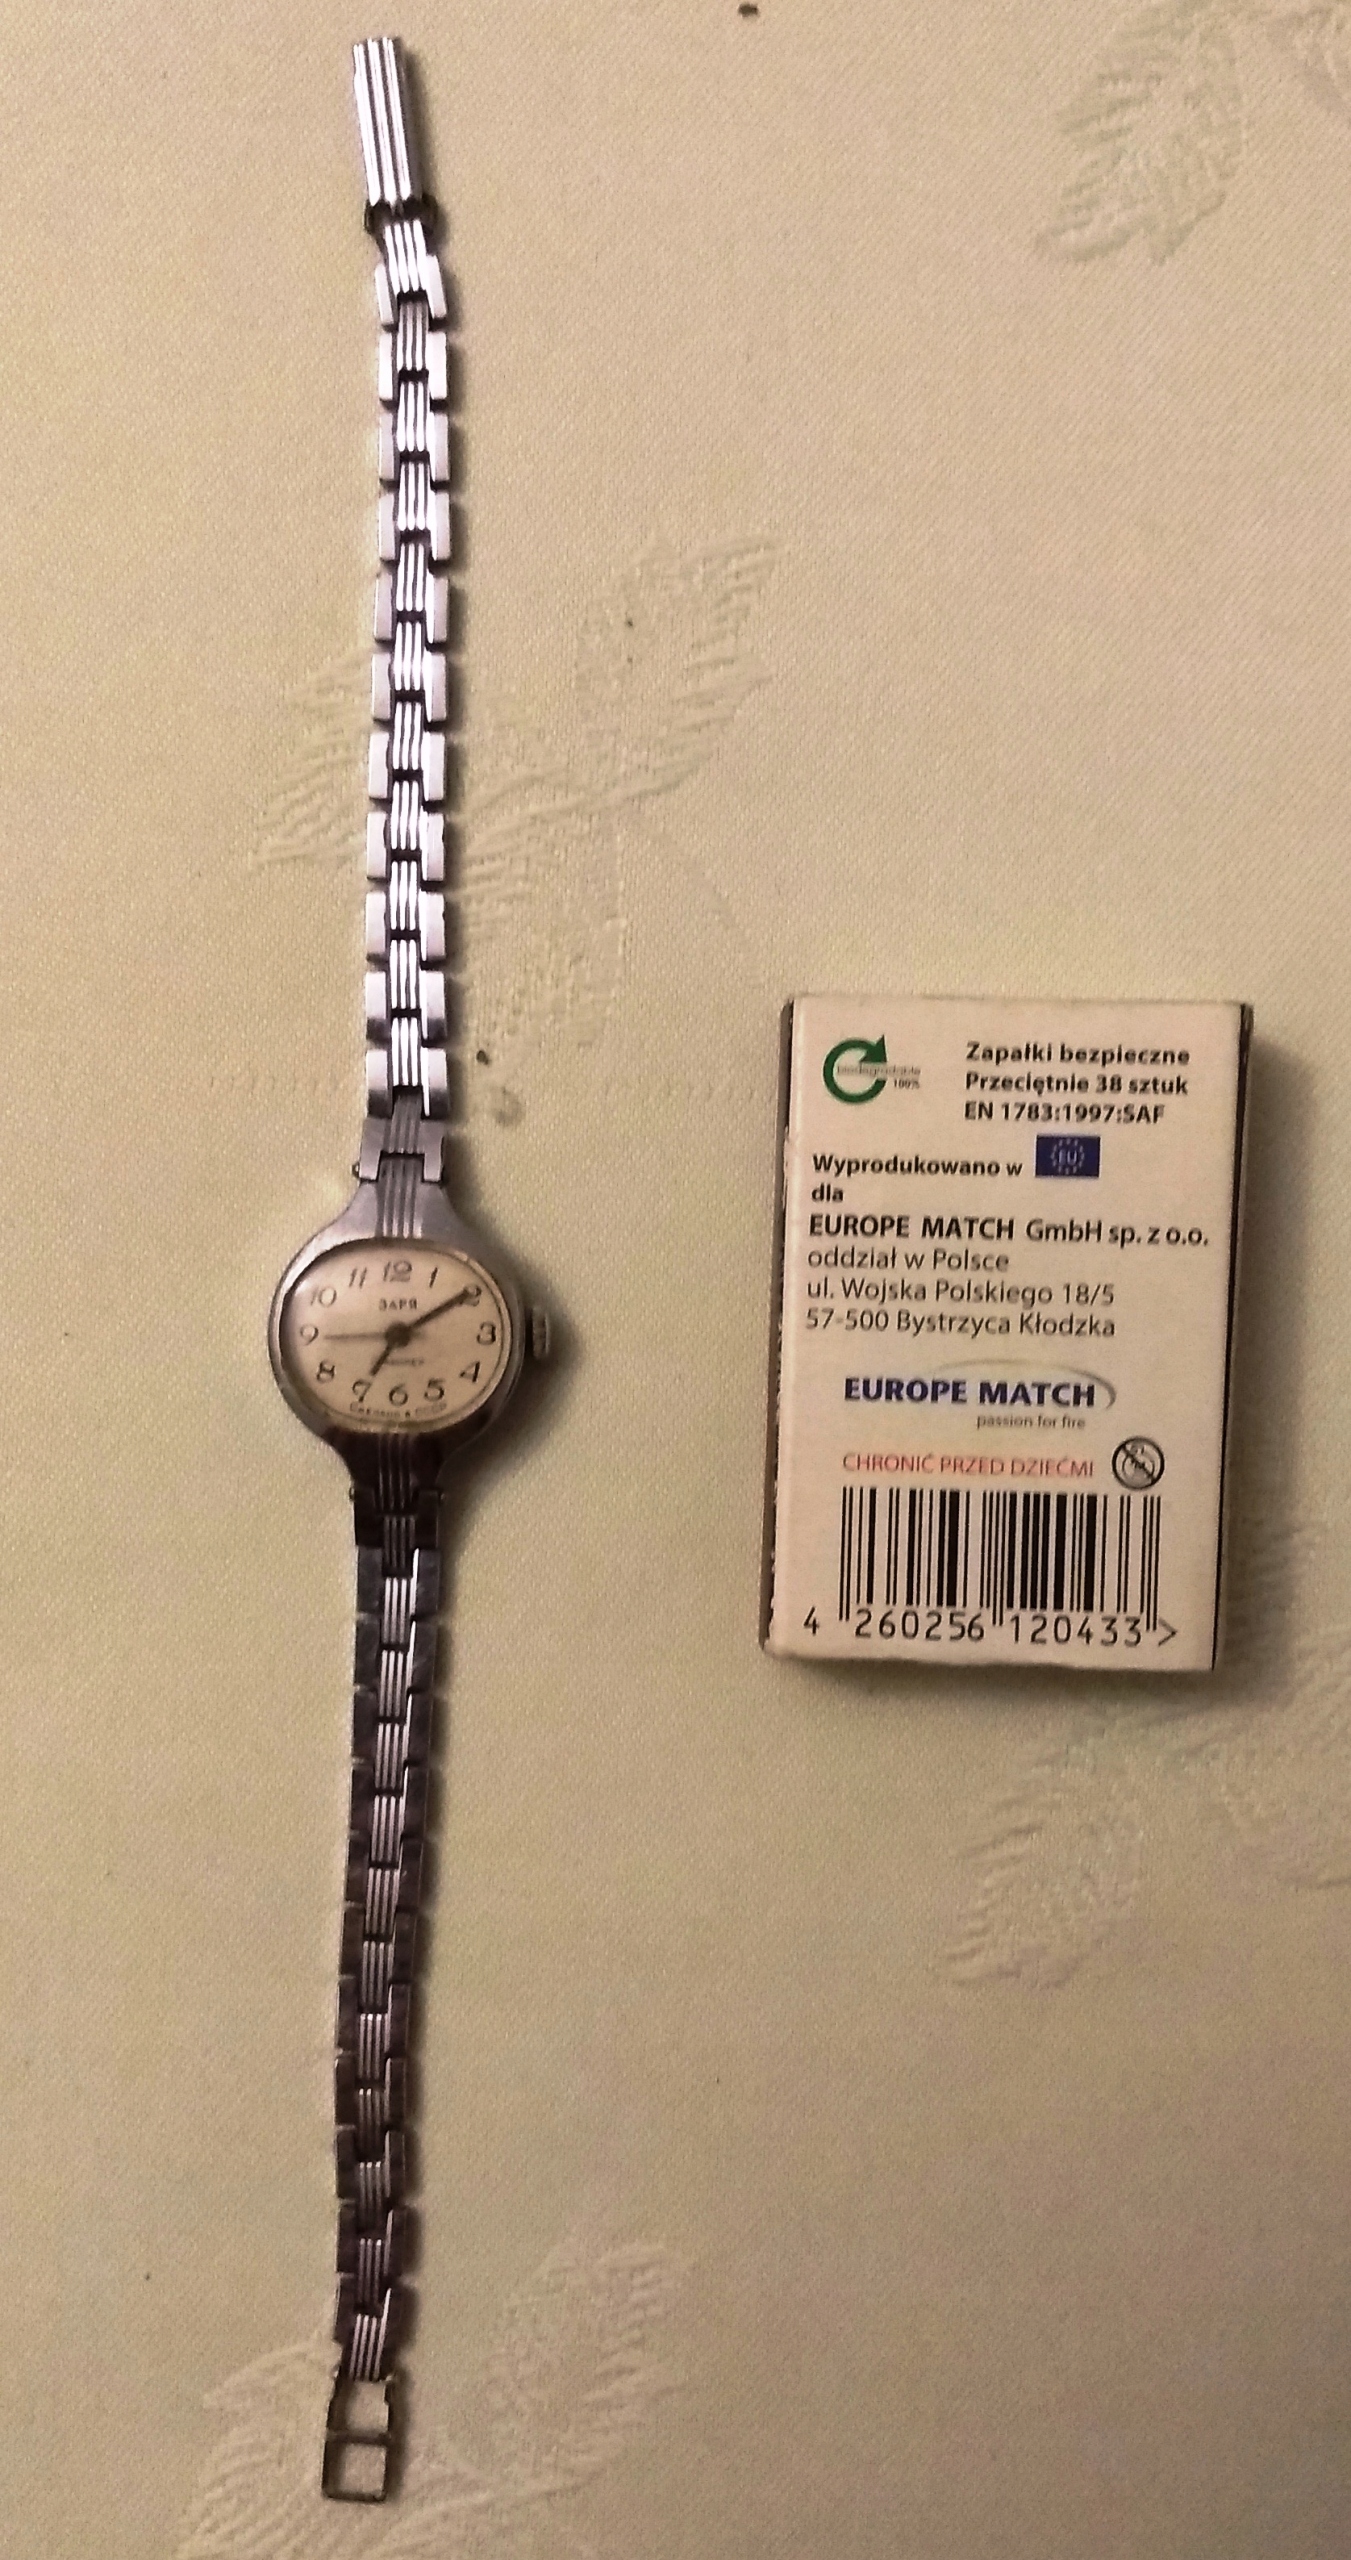 11 12 1
10 2
ЗАРЯ
9 3
8 4
7 6 5
biodegradable
100%
Zapałki bezpieczne
Przeciętnie 38 sztuk
EN 1783:1997:SAF
Wyprodukowano w EU
dla
EUROPE MATCH GmbH sp. z o.o.
oddział w Polsce
ul. Wojska Polskiego 18/5
57-500 Bystrzyca Kłodzka
EUROPE MATCH
passion for fire
CHRONIĆ PRZED DZIEĆMI
4 260256 120433 >